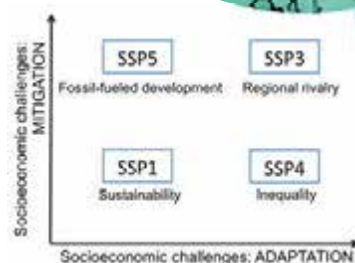 Socioeconomic challenges:
MITIGATION
SSP5
Fossil-fueled development
SSP3
Regional rivalry
SSP1
Sustainability
SSP4
Inequality
Socioeconomic challenges: ADAPTATION